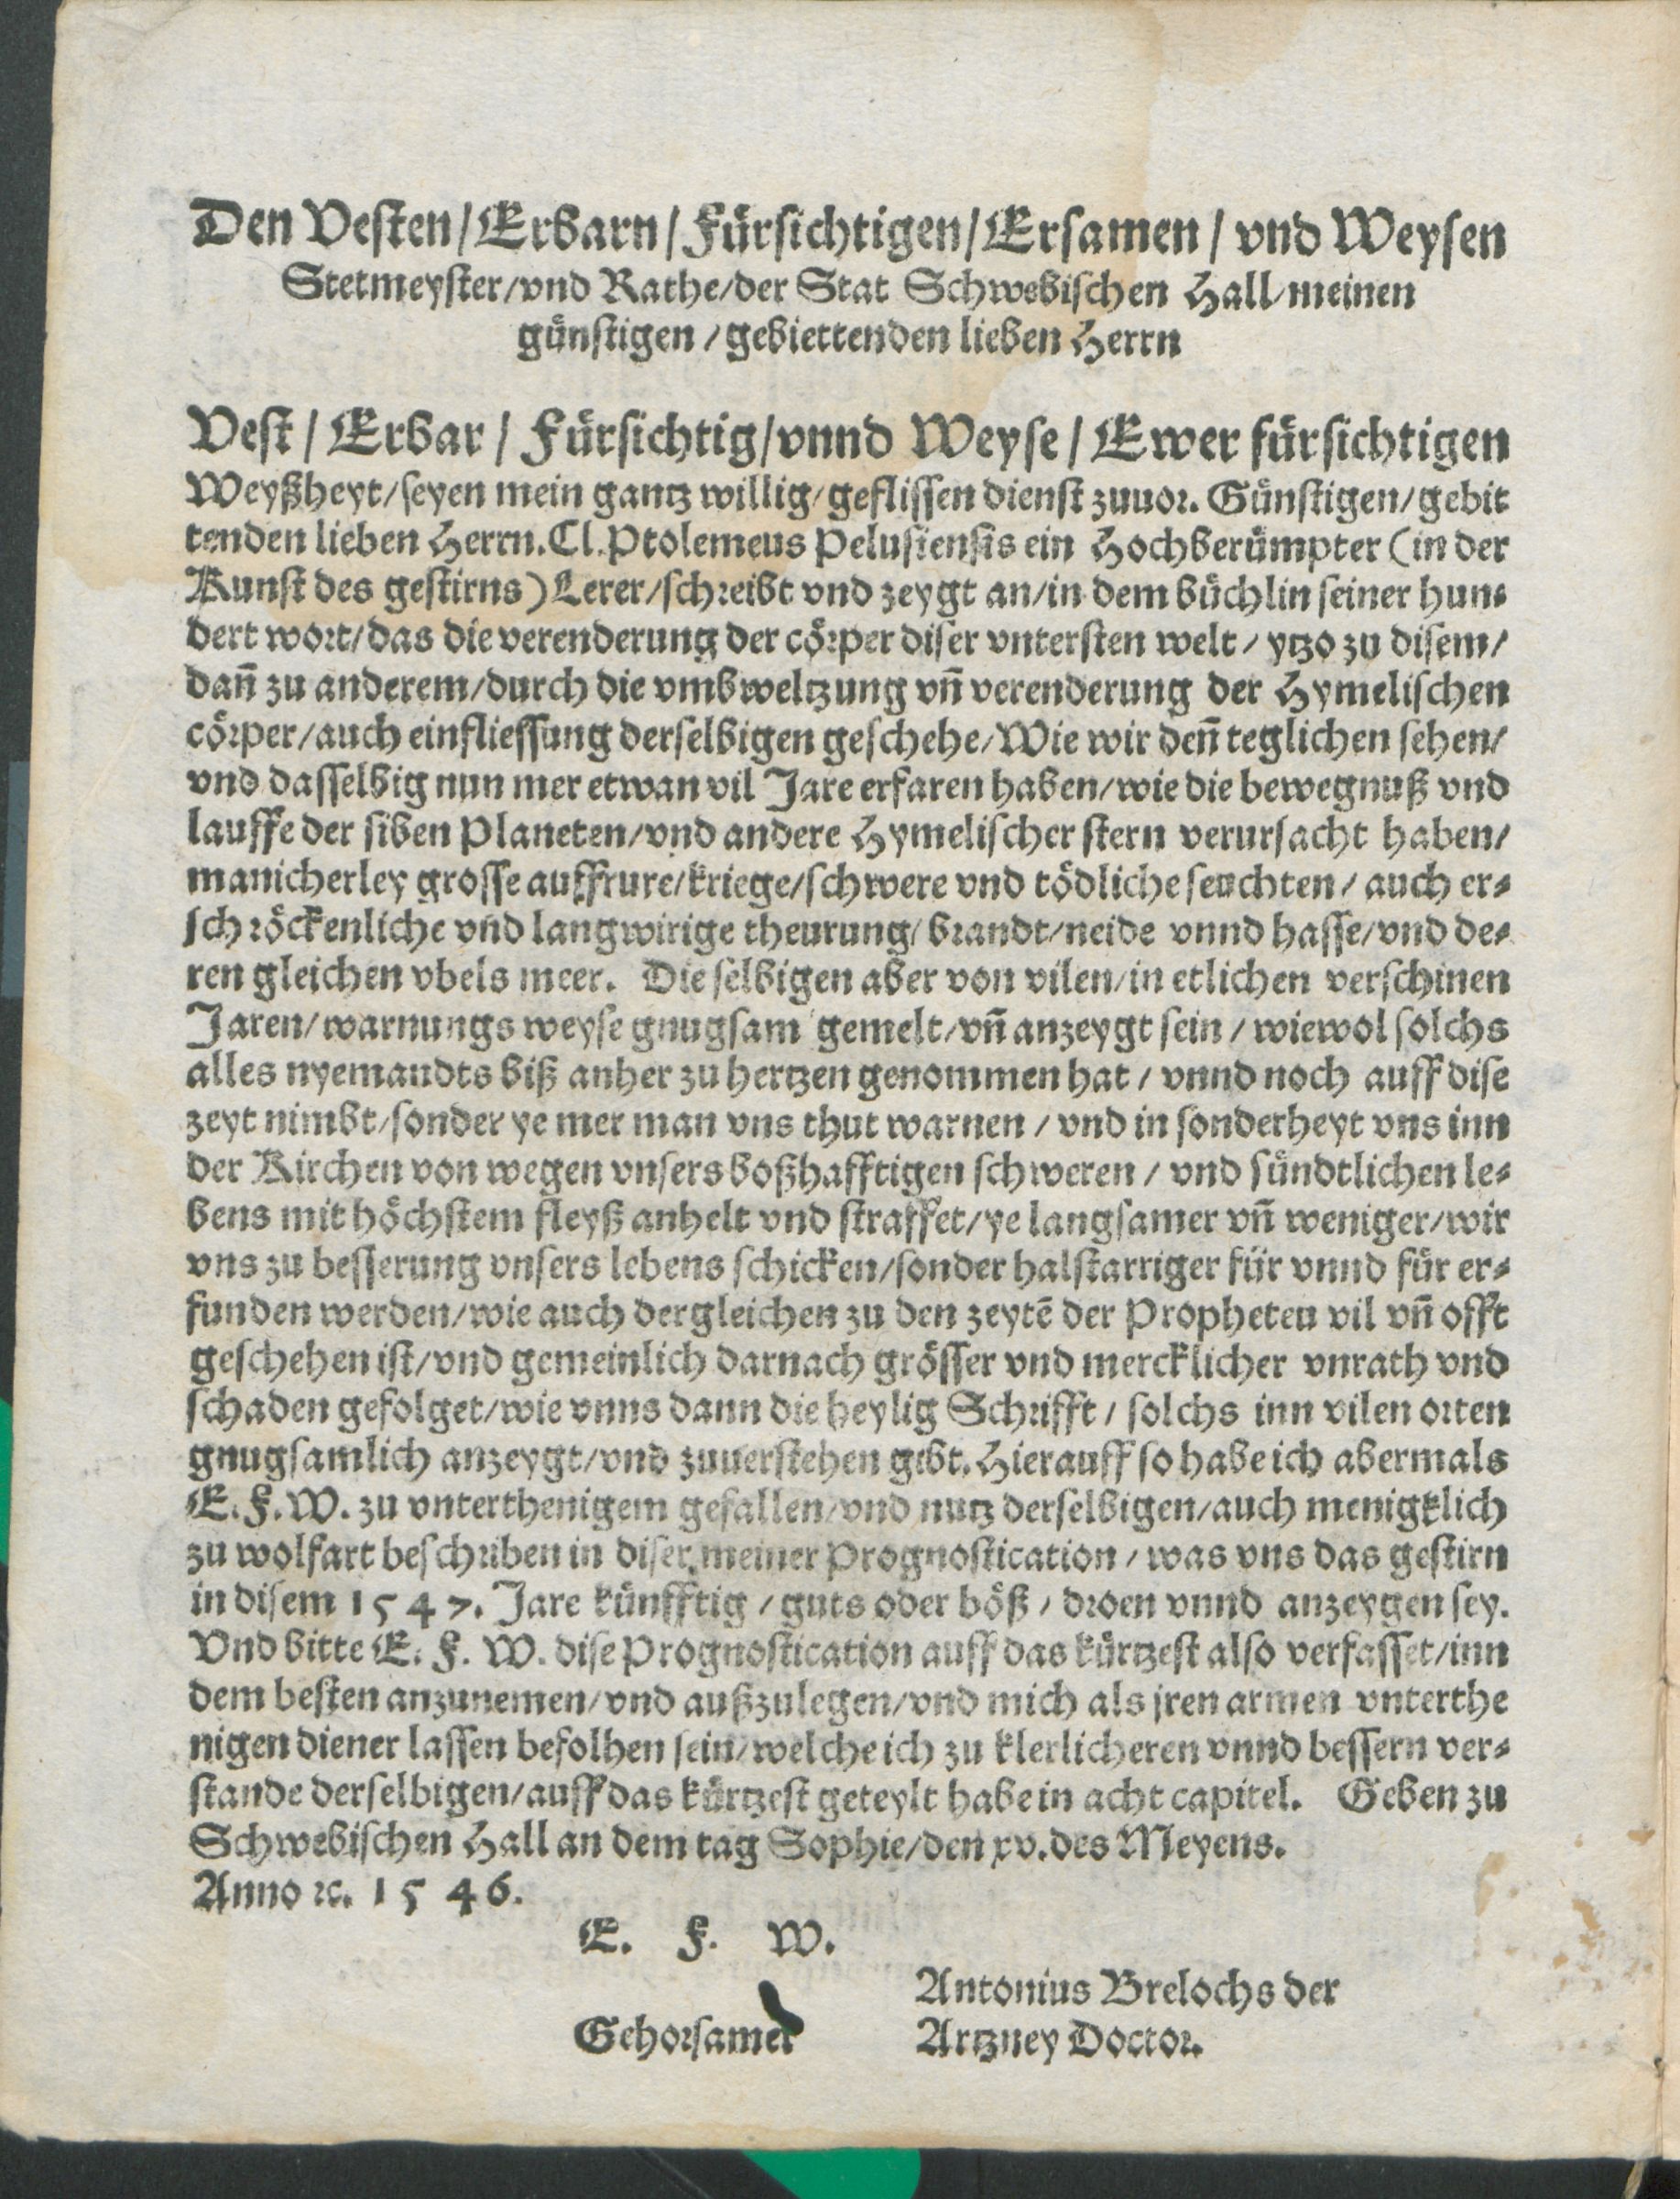 Den Vesten/Erbarn/Fürsichtigen/Ersamen/vnd Weysen
Stetmeyster/vnd Rathe/der Stat Schwebischen Hall/meinen
günstigen/gebiettenden lieben Herrn
Vest/Erbar/Fürsichtig/vnnd Weyse/Ewer fürsichtigen
Weyßheyt/seyen mein gantz willig/geflissen dienst zuuor. Günstigen/gebit
tenden lieben Herrn. Cl. Ptolemeus Pelusiensis ein Hochberümpter (in der
Kunst des gestirns) Lerer/schreibt vnd zeygt an/in dem büchlin seiner hun⸗
dert wort/das die verenderung der cörper diser vntersten welt/ytzo zu disem/
dañ zu anderem/durch die vmbweltzung vñ verenderung der Hymelischen
cörper/auch einfliessung derselbigen geschehe/Wie wir deñ teglichen sehen/
vnd dasselbig nun mer etwan vil Jare erfaren haben/wie die bewegnuß vnd
lauffe der siben Planeten/vnd andere Hymelischer stern verursacht haben/
manicherley grosse auffrure/kriege/schwere vnd tödliche seuchten/auch er⸗
schröckenliche vnd langwirige theurung/brandt/neide vnnd hasse/vnd de⸗
ren gleichen vbels meer. Die selbigen aber von vilen/in etlichen verschinen
Jaren/warnungs weyse gnugsam gemelt/vñ anzeygt sein/wiewol solchs
alles nyemaudts biß anher zu hertzen genommen hat/vnnd noch auff dise
zeyt nimbt/sonder ye mer man vns thut warnen/vnd in sonderheyt vns inn
der Kirchen von wegen vnsers boßhafftigen schweren/vnd sündtlichen le⸗
bens mit höchstem fleyß anhelt vnd straffet/ye langsamer vñ weniger/wir
vns zu besserung vnsers lebens schicken/sonder halstarriger für vnnd für er⸗
funden werden/wie auch dergleichen zu den zeytē der Propheteu vil vñ offt
geschehen ist/vnd gemeinlich darnach grösser vnd mercklicher vnrath vnd
schaden gefolget/wie vnns dann die heylig Schrifft/solchs inn vilen orten
gnugsamlich anzeygt/vnd zuuerstehen gibt. Hierauff so habe ich abermals
E. F. W. zu vnterthenigem gefallen/vnd nutz derselbigen/auch menigklich
zu wolfart beschriben in diser meiner Prognostication/was vns das gestirn
in disem 1547. Jare künfftig/guts oder böß/droen vnnd anzeygen sey.
Vnd bitte E. F. W. dise Prognostication auff das kürtzest also verfasset/inn
dem besten anzunemen/vnd außzulegen/vnd mich als jren armen vnterthe
nigen diener lassen befolhen sein/welche ich zu klerlicheren vnnd bessern ver⸗
stande derselbigen/auff das kürtzest geteylt habe in acht capitel. Geben zu
Schwebischen Hall an dem tag Sophie/den xv. des Meyens.
Anno ꝛc. 1546.
E. F. W.
Antonius Brelochs der
Gehorsamer Artzney Doctor.